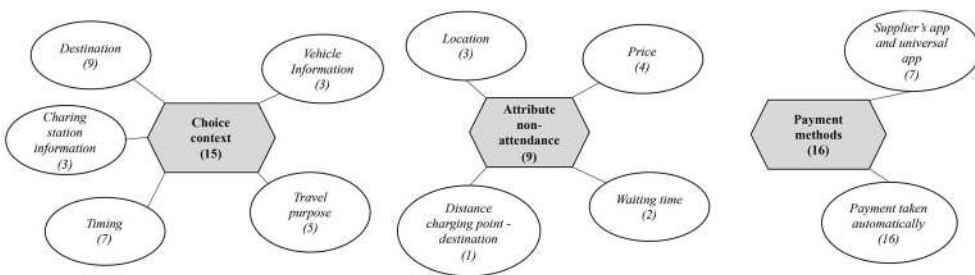 Destination
(9)
Vehicle
Information
(3)
Charing
station
information
(3)
Choice
context
(15)
Timing
(7)
Travel
purpose
(5)
Location
(3)
Price
(4)
Attribute
non-
attendance
(9)
Distance
charging point -
destination
(1)
Waiting time
(2)
Supplier's app
and universal
app
(7)
Payment
methods
(16)
Payment taken
automatically
(16)